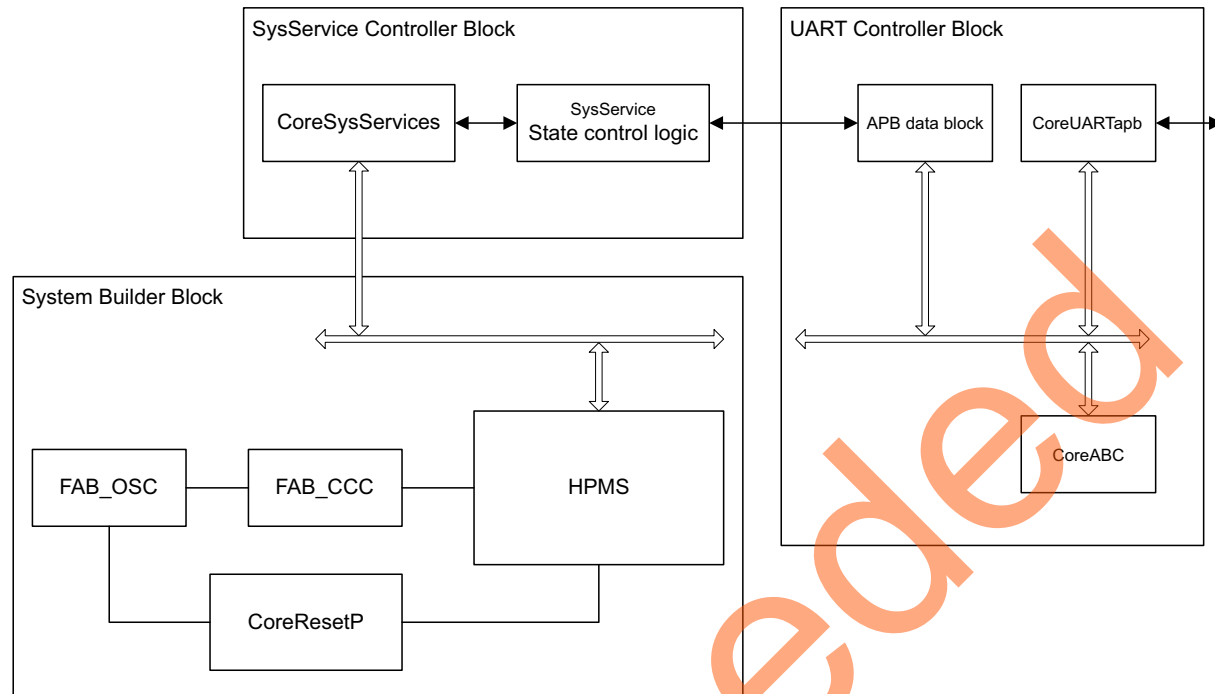 SysService Controller Block
UART Controller Block
CoreSysServices
SysService
State control logic
APB data block
CoreUARTapb
System Builder Block
CoreABC
FAB_OSC
FAB_CCC
HPMS
CoreResetP
eded